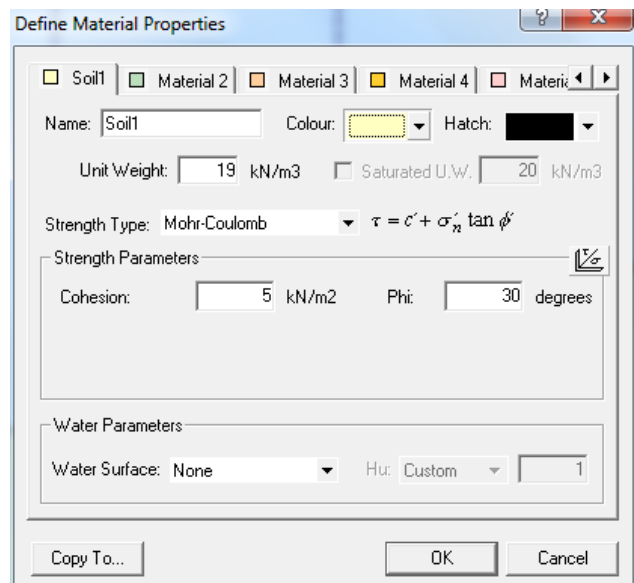 Define Material Properties
? X
Soil1 Material 2 Material 3 Material 4 Materia
Name: Soil1 Colour: Hatch:
Unit Weight: 19 kN/m3 Saturated U.W. 20 kN/m3
Strength Type: Mohr-Coulomb τ = c′ + σ′n tan ϕ′
Strength Parameters
τ/σ
Cohesion: 5 kN/m2 Phi: 30 degrees
Water Parameters
Water Surface: None Hu: Custom 1
Copy To... OK Cancel